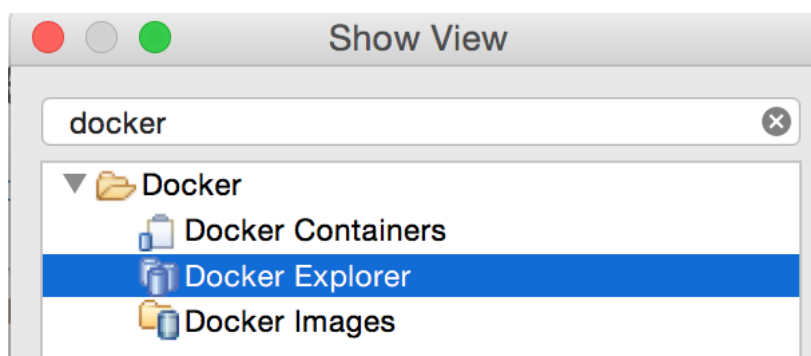 Show View
docker
Docker
Docker Containers
Docker Explorer
Docker Images